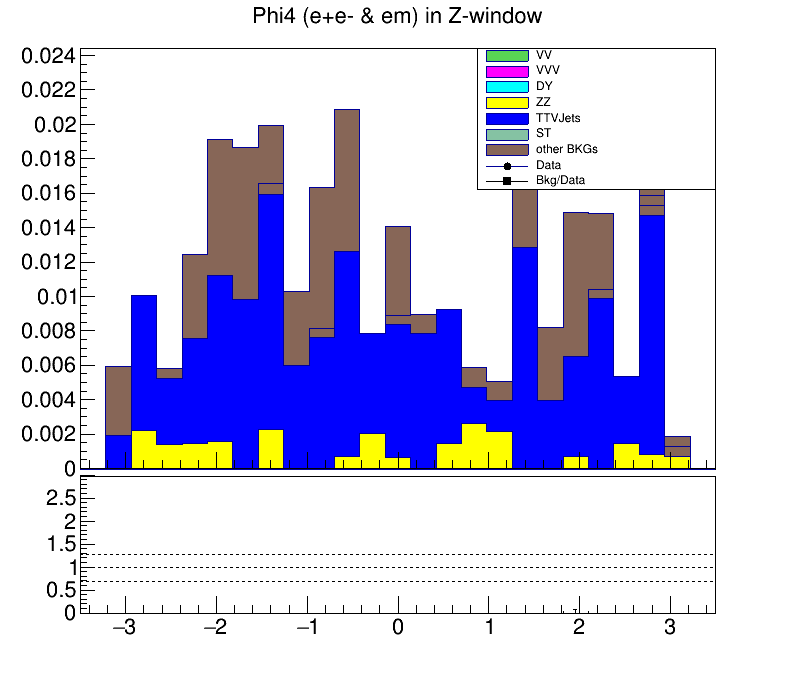 Phi4 (e+e- & em) in Z-window
0.024
0.022
0.02
0.018
0.016
0.014
0.012
0.01
0.008
0.006
0.004
0.002
0
VV
VVV
DY
ZZ
TTVJets
ST
other BKGs
Data
Bkg/Data
2.5
2
1.5
1
0.5
0
−3 −2 −1 0 1 2 3